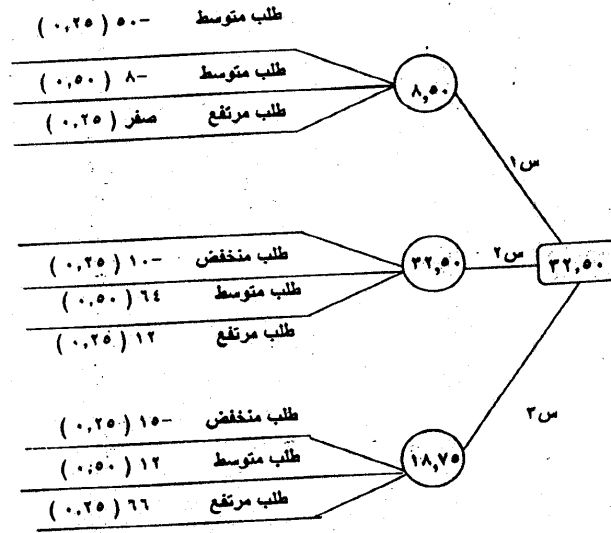 طلب متوسط -٥٠ ( ٠,٢٥ )
طلب متوسط -٨ ( ٠,٥٠ )
طلب مرتفع صفر ( ٠,٢٥ )
٨,٥٠
س١
طلب منخفض -١٠ ( ٠,٢٥ )
طلب متوسط ٦٤ ( ٠,٥٠ )
طلب مرتفع ١٢ ( ٠,٢٥ )
٣٢,٥٠
س٢
٣٢,٥٠
طلب منخفض -١٥ ( ٠,٢٥ )
طلب متوسط ١٢ ( ٠,٥٠ )
طلب مرتفع ٦٦ ( ٠,٢٥ )
١٨,٧٥
س٣